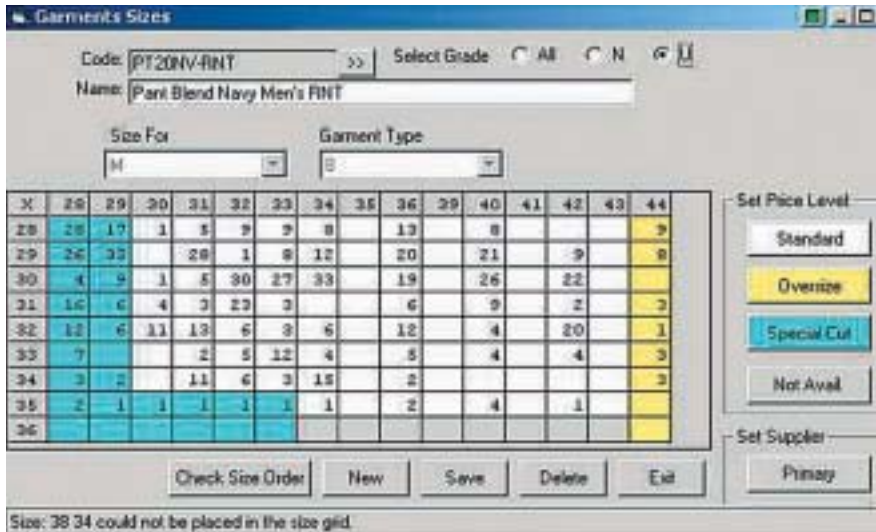 Garments Sizes
Code: PT20NV-RNT >> Select Grade All N U
Name: Pant Blend Navy Men's RNT
Size For Garment Type
M B
X 28 29 30 31 32 33 34 35 36 39 40 41 42 43 44 Set Price Level
28 28 17 1 5 9 9 8 13 8 9 Standard
29 26 33 28 1 8 12 20 21 9 8
30 4 9 1 5 30 27 33 19 26 22 Oversize
31 16 6 4 3 23 3 6 9 2 3
32 12 6 11 13 6 3 6 12 4 20 1 Special Cut
33 7 2 5 12 4 5 4 4 3
34 3 2 11 6 3 15 2 3 Not Avail
35 2 1 1 1 1 1 1 2 4 1
36 Set Supplier
Check Size Order New Save Delete Exit Primary
Size: 38 34 could not be placed in the size grid.